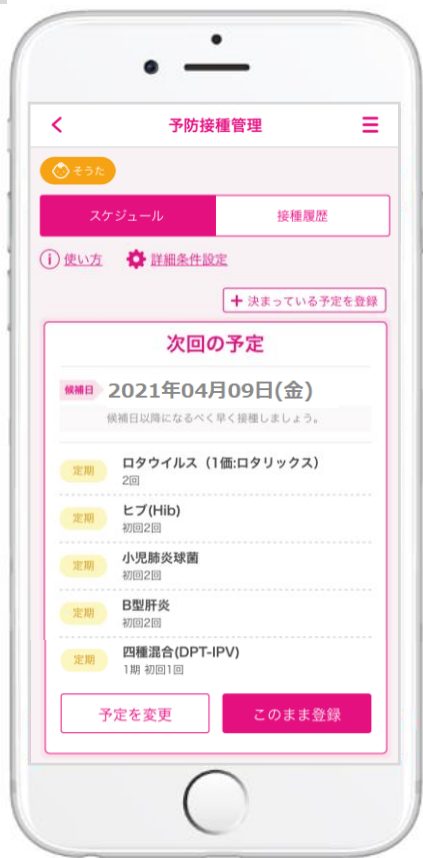 予防接種管理
そうた
スケジュール
接種履歴
使い方
詳細条件設定
+ 決まっている予定を登録
次回の予定
候補日 2021年04月09日(金)
候補日以降になるべく早く接種しましょう。
定期 ロタウイルス（1価:ロタリックス）
2回
定期 ヒブ(Hib)
初回2回
定期 小児肺炎球菌
初回2回
定期 B型肝炎
初回2回
定期 四種混合(DPT-IPV)
1期 初回1回
予定を変更
このまま登録